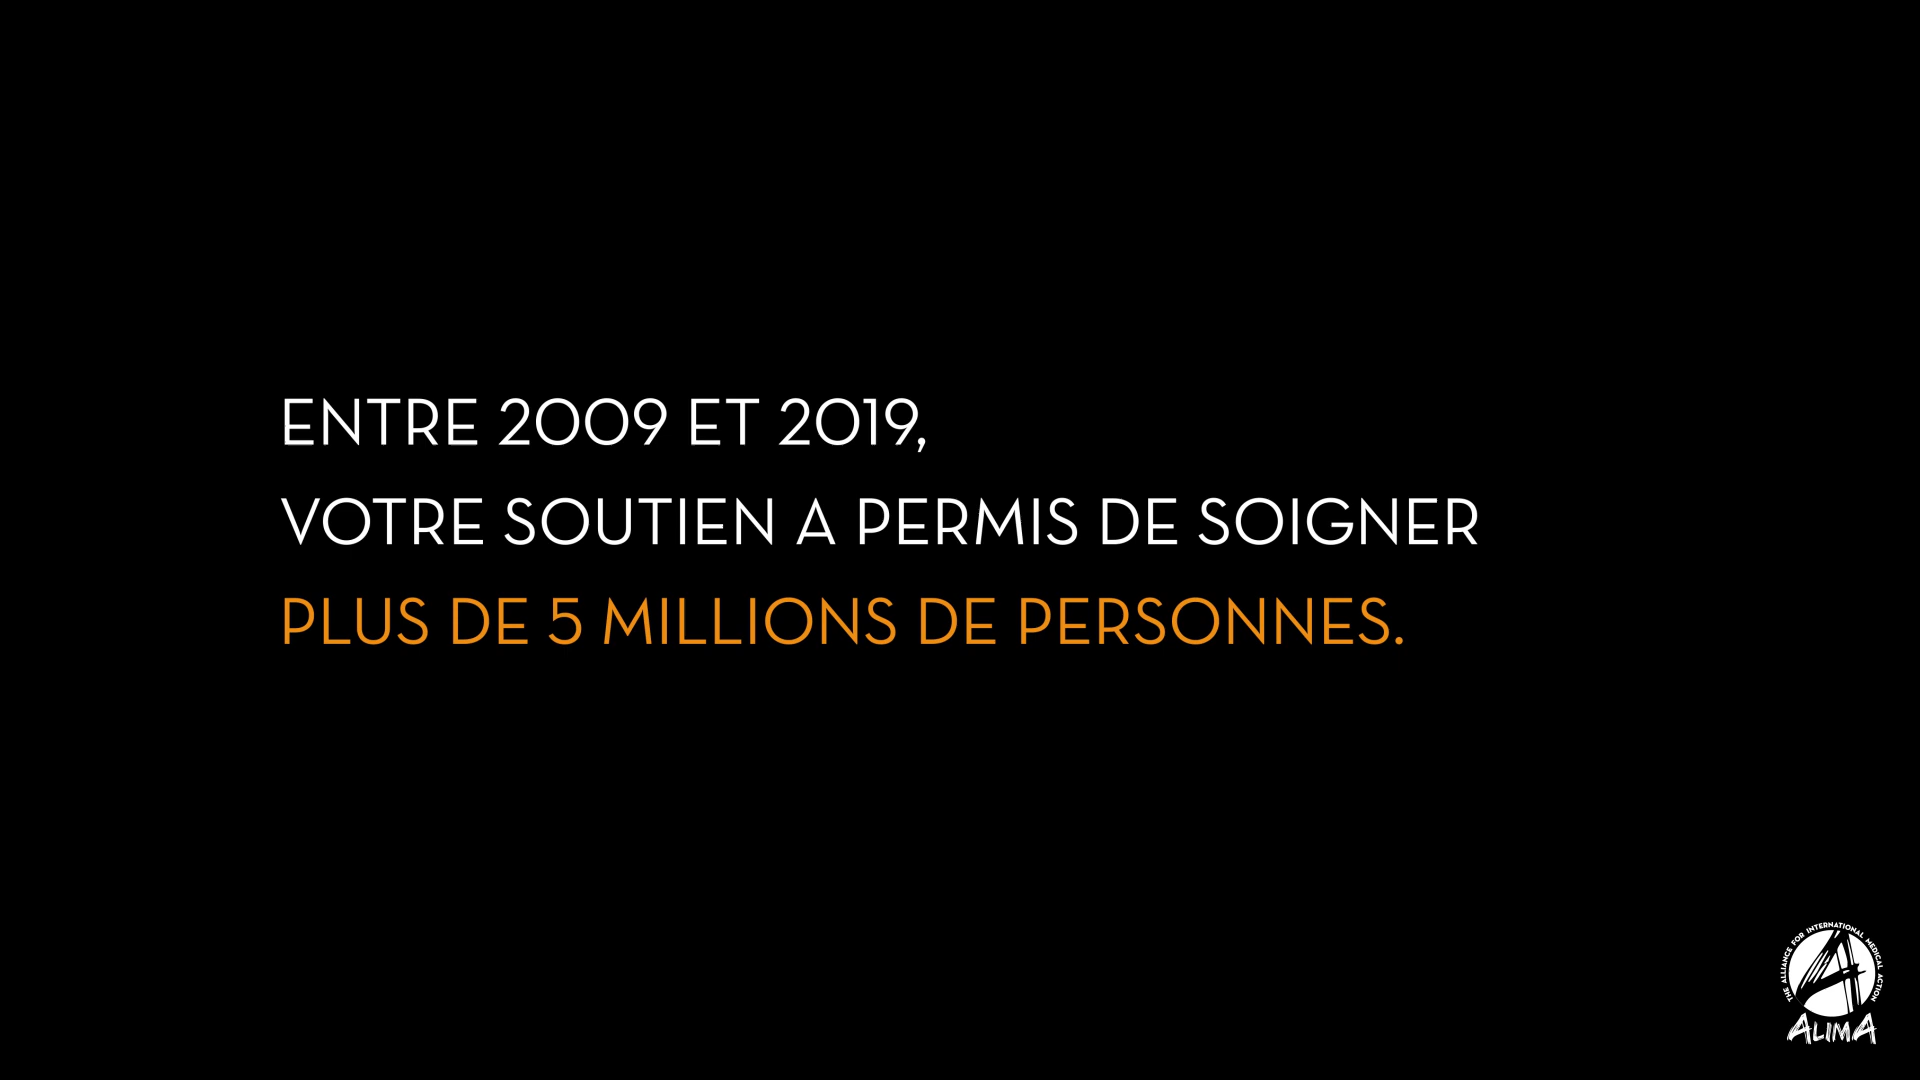 ENTRE 2009 ET 2019,
VOTRE SOUTIEN A PERMIS DE SOIGNER
PLUS DE 5 MILLIONS DE PERSONNES.
THE ALLIANCE FOR INTERNATIONAL MEDICAL ACTION
ALIMA